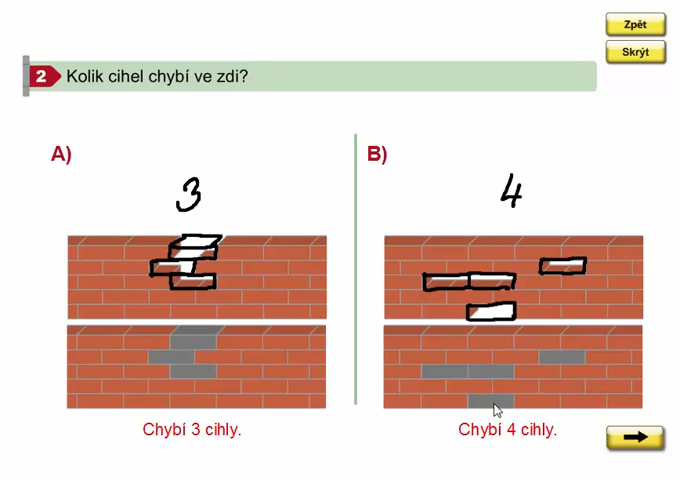 Zpět
Skrýt
2 Kolik cihel chybí ve zdi?
A)
B)
3
4
Chybí 3 cihly.
Chybí 4 cihly.